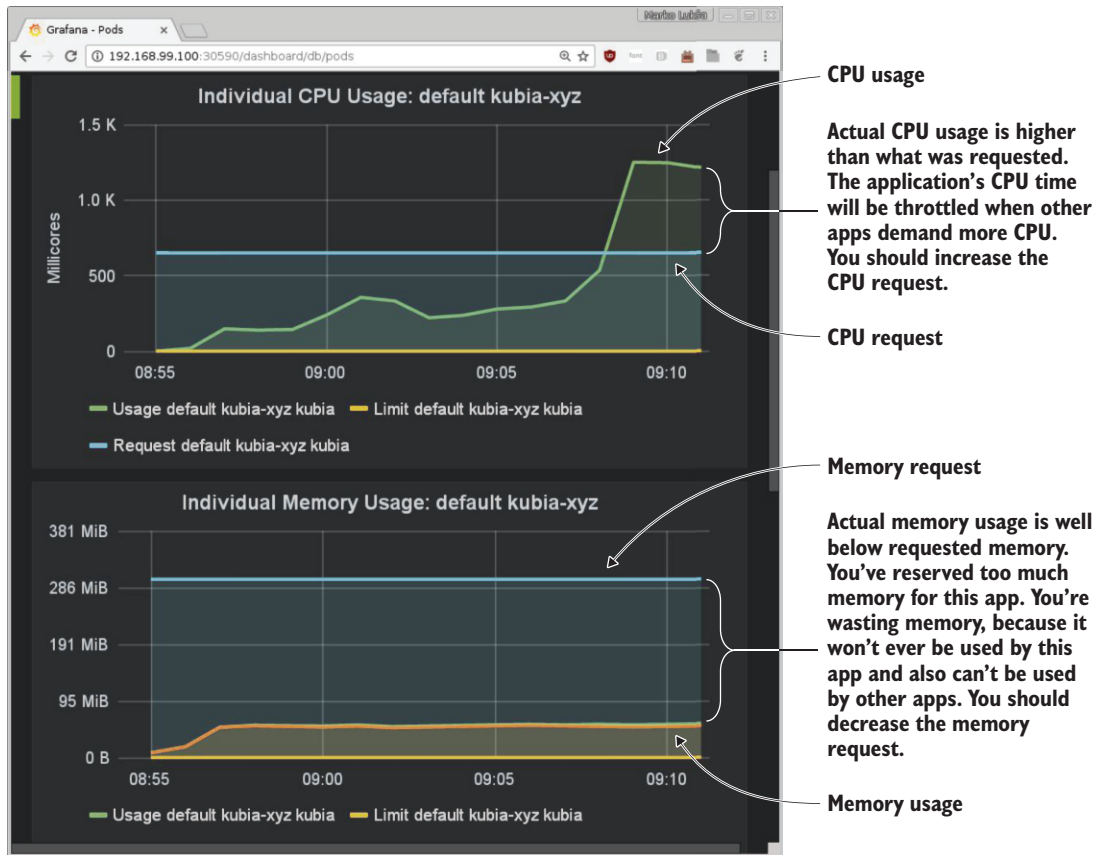 Marko Lukša
Grafana - Pods
192.168.99.100:30590/dashboard/db/pods
Individual CPU Usage: default kubia-xyz
1.5 K
1.0 K
500
0
Millicores
08:55 09:00 09:05 09:10
Usage default kubia-xyz kubia Limit default kubia-xyz kubia
Request default kubia-xyz kubia
Individual Memory Usage: default kubia-xyz
381 MiB
286 MiB
191 MiB
95 MiB
0 B
08:55 09:00 09:05 09:10
Usage default kubia-xyz kubia Limit default kubia-xyz kubia
CPU usage
Actual CPU usage is higher
than what was requested.
The application's CPU time
will be throttled when other
apps demand more CPU.
You should increase the
CPU request.
CPU request
Memory request
Actual memory usage is well
below requested memory.
You've reserved too much
memory for this app. You're
wasting memory, because it
won't ever be used by this
app and also can't be used
by other apps. You should
decrease the memory
request.
Memory usage